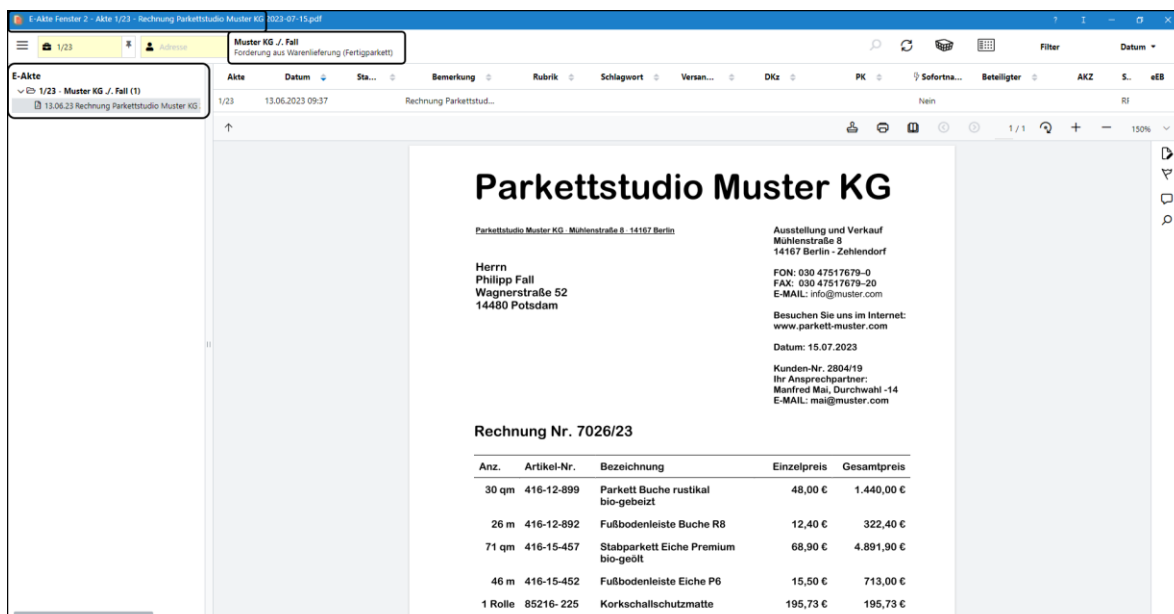 E-Akte Fenster 2 - Akte 1/23 - Rechnung Parkettstudio Muster KG 2023-07-15.pdf
? I
1/23
Adresse
Muster KG ./. Fall
Forderung aus Warenlieferung (Fertigparkett)
Filter
Datum
E-Akte
1/23 - Muster KG ./. Fall (1)
13.06.23 Rechnung Parkettstudio Muster KG
Akte Datum Sta... Bemerkung Rubrik Schlagwort Versan... DKz PK Sofortna... Beteiligter AKZ S.. eEB
1/23 13.06.2023 09:37 Rechnung Parkettstud... Nein RF
1 / 1 150%
Parkettstudio Muster KG
Parkettstudio Muster KG · Mühlenstraße 8 · 14167 Berlin
Herrn
Philipp Fall
Wagnerstraße 52
14480 Potsdam
Ausstellung und Verkauf
Mühlenstraße 8
14167 Berlin - Zehlendorf
FON: 030 47517679–0
FAX: 030 47517679–20
E-MAIL: info@muster.com
Besuchen Sie uns im Internet:
www.parkett-muster.com
Datum: 15.07.2023
Kunden-Nr. 2804/19
Ihr Ansprechpartner:
Manfred Mai, Durchwahl -14
E-MAIL: mai@muster.com
Rechnung Nr. 7026/23
Anz. Artikel-Nr. Bezeichnung Einzelpreis Gesamtpreis
30 qm 416-12-899 Parkett Buche rustikal 48,00 € 1.440,00 €
bio-gebeizt
26 m 416-12-892 Fußbodenleiste Buche R8 12,40 € 322,40 €
71 qm 416-15-457 Stabparkett Eiche Premium 68,90 € 4.891,90 €
bio-geölt
46 m 416-15-452 Fußbodenleiste Eiche P6 15,50 € 713,00 €
1 Rolle 85216- 225 Korkschallschutzmatte 195,73 € 195,73 €